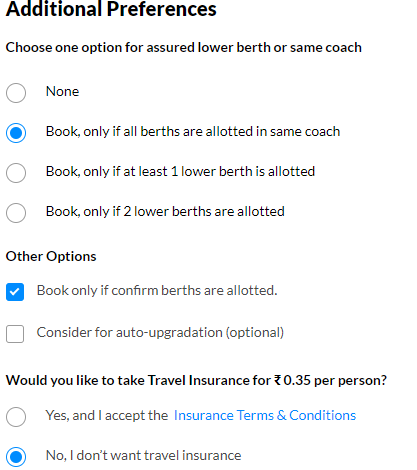 Additional Preferences
Choose one option for assured lower berth or same coach
None
Book, only if all berths are allotted in same coach
Book, only if at least 1 lower berth is allotted
Book, only if 2 lower berths are allotted
Other Options
Book only if confirm berths are allotted.
Consider for auto-upgradation (optional)
Would you like to take Travel Insurance for ₹ 0.35 per person?
Yes, and I accept the Insurance Terms & Conditions
No, I don't want travel insurance